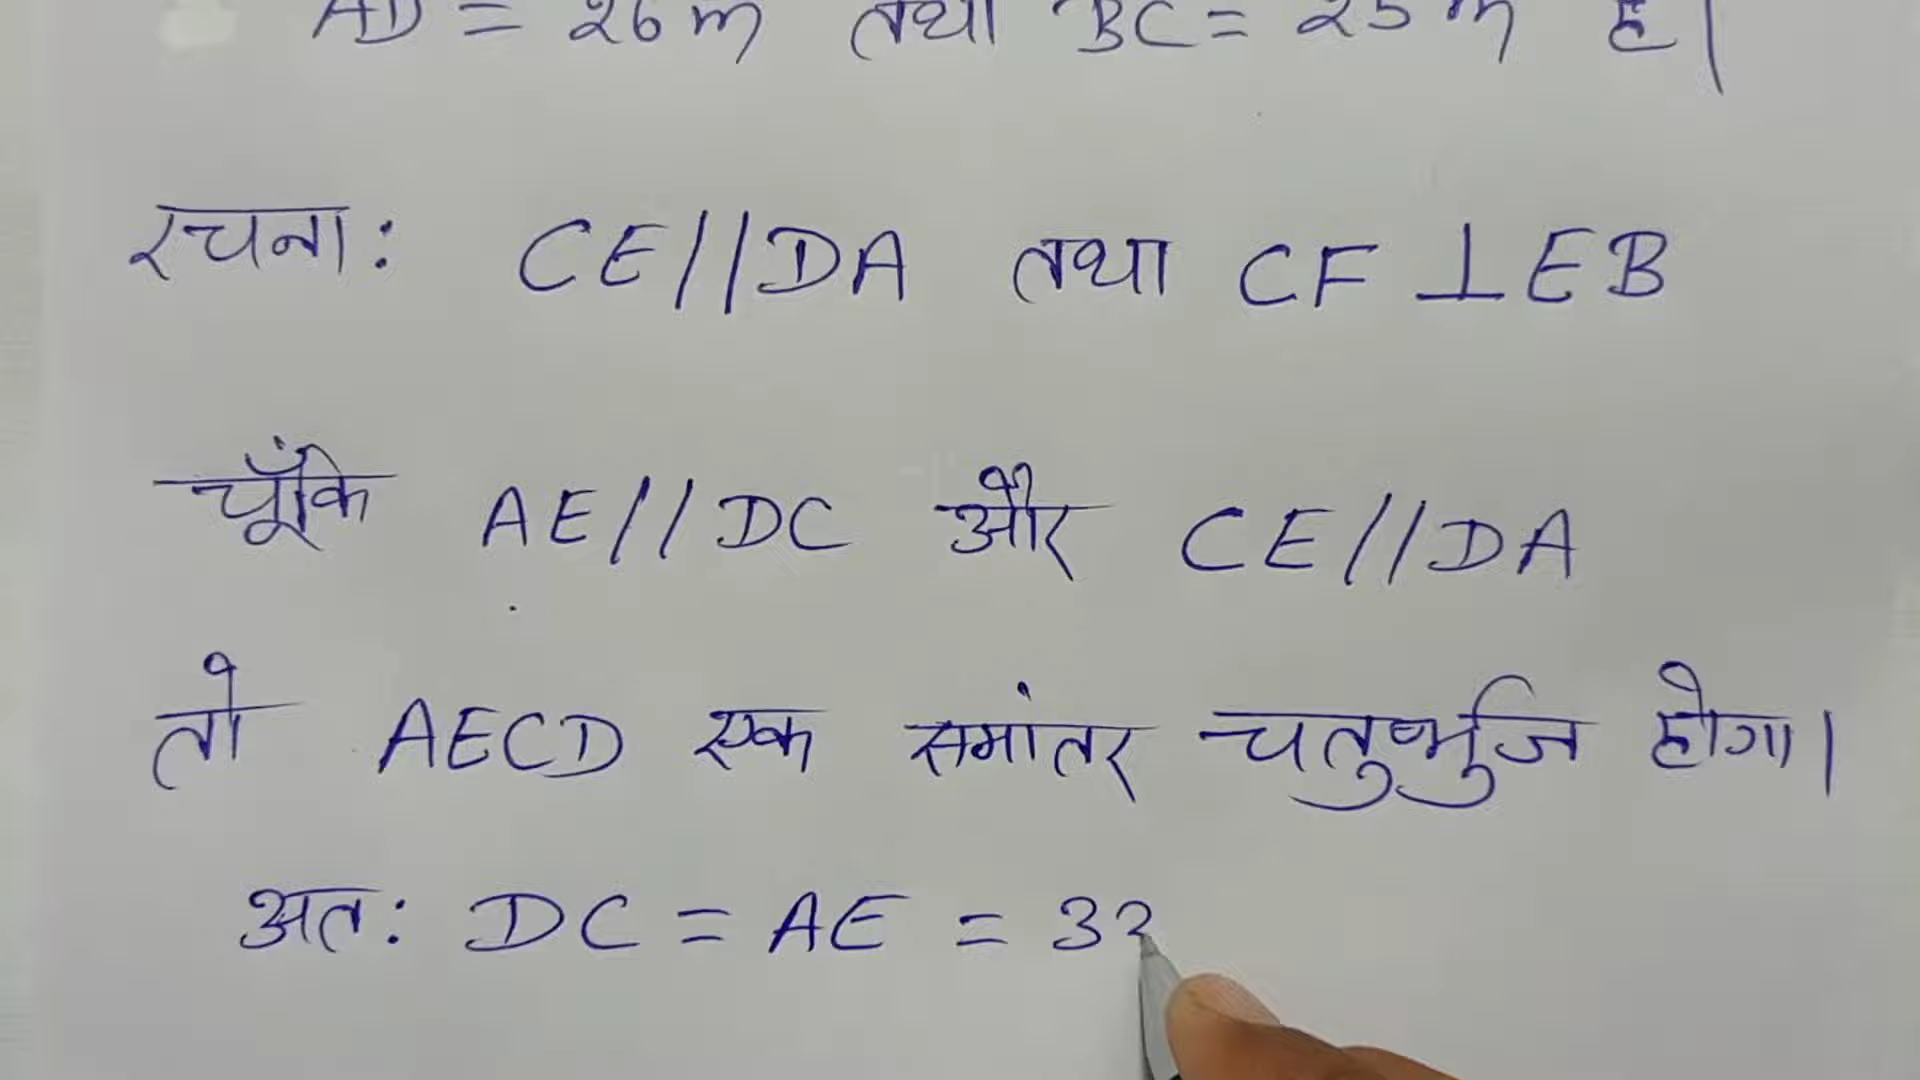 AD = 26 m तथा BC = 25 m है।
रचना: CE//DA तथा CF ⊥ EB
चूँकि AE//DC और CE//DA
तो AECD एक समांतर चतुर्भुज होगा।
अत: DC = AE = 33